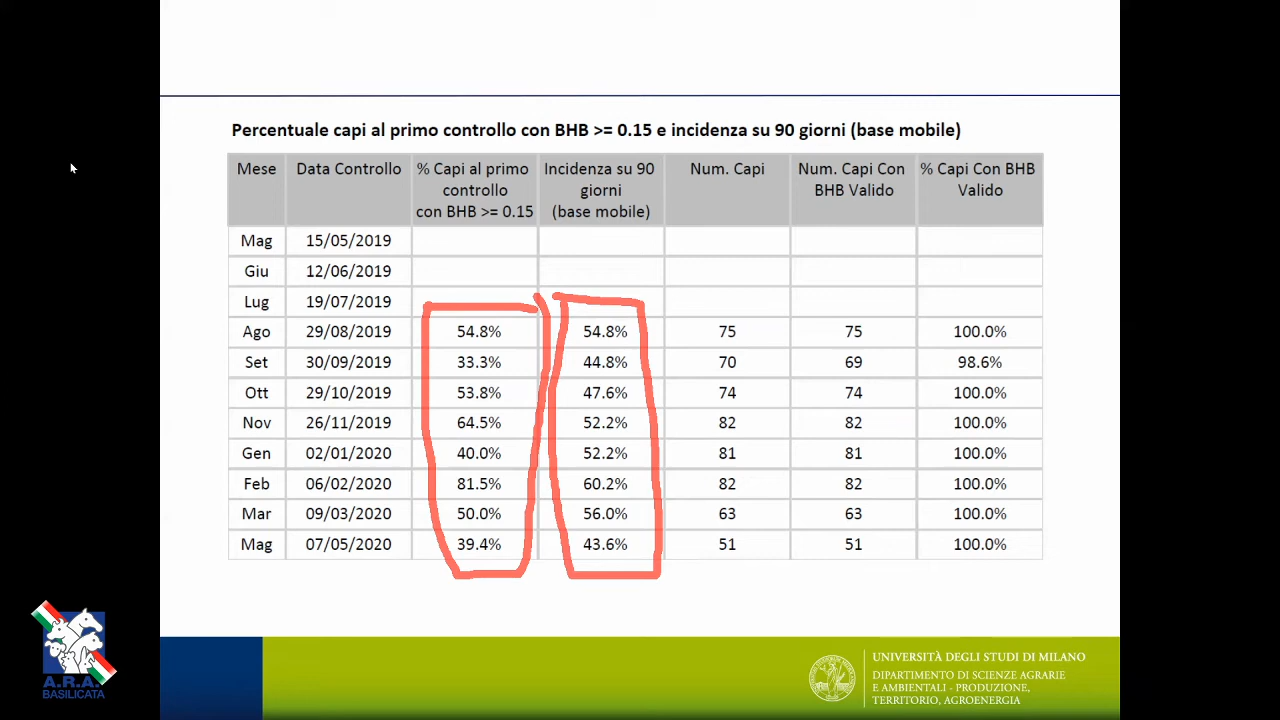 Percentuale capi al primo controllo con BHB >= 0.15 e incidenza su 90 giorni (base mobile)
Mese Data Controllo % Capi al primo controllo con BHB >= 0.15 Incidenza su 90 giorni (base mobile) Num. Capi Num. Capi Con BHB Valido % Capi Con BHB Valido
Mag 15/05/2019
Giu 12/06/2019
Lug 19/07/2019
Ago 29/08/2019 54.8% 54.8% 75 75 100.0%
Set 30/09/2019 33.3% 44.8% 70 69 98.6%
Ott 29/10/2019 53.8% 47.6% 74 74 100.0%
Nov 26/11/2019 64.5% 52.2% 82 82 100.0%
Gen 02/01/2020 40.0% 52.2% 81 81 100.0%
Feb 06/02/2020 81.5% 60.2% 82 82 100.0%
Mar 09/03/2020 50.0% 56.0% 63 63 100.0%
Mag 07/05/2020 39.4% 43.6% 51 51 100.0%
A.R.A.
BASILICATA
UNIVERSITÀ DEGLI STUDI DI MILANO
DIPARTIMENTO DI SCIENZE AGRARIE
E AMBIENTALI - PRODUZIONE,
TERRITORIO, AGROENERGIA